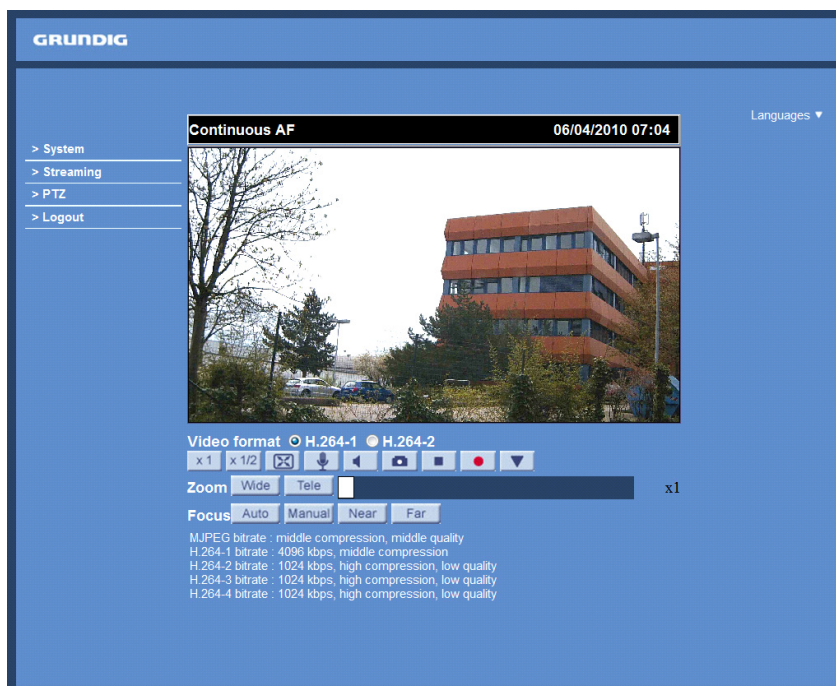 GRUNDIG
Languages ▼
Continuous AF 06/04/2010 07:04
> System
> Streaming
> PTZ
> Logout
Video format H.264-1 H.264-2
x 1 x 1/2
Zoom Wide Tele x1
Focus Auto Manual Near Far
MJPEG bitrate : middle compression, middle quality
H.264-1 bitrate : 4096 kbps, middle compression
H.264-2 bitrate : 1024 kbps, high compression, low quality
H.264-3 bitrate : 1024 kbps, high compression, low quality
H.264-4 bitrate : 1024 kbps, high compression, low quality